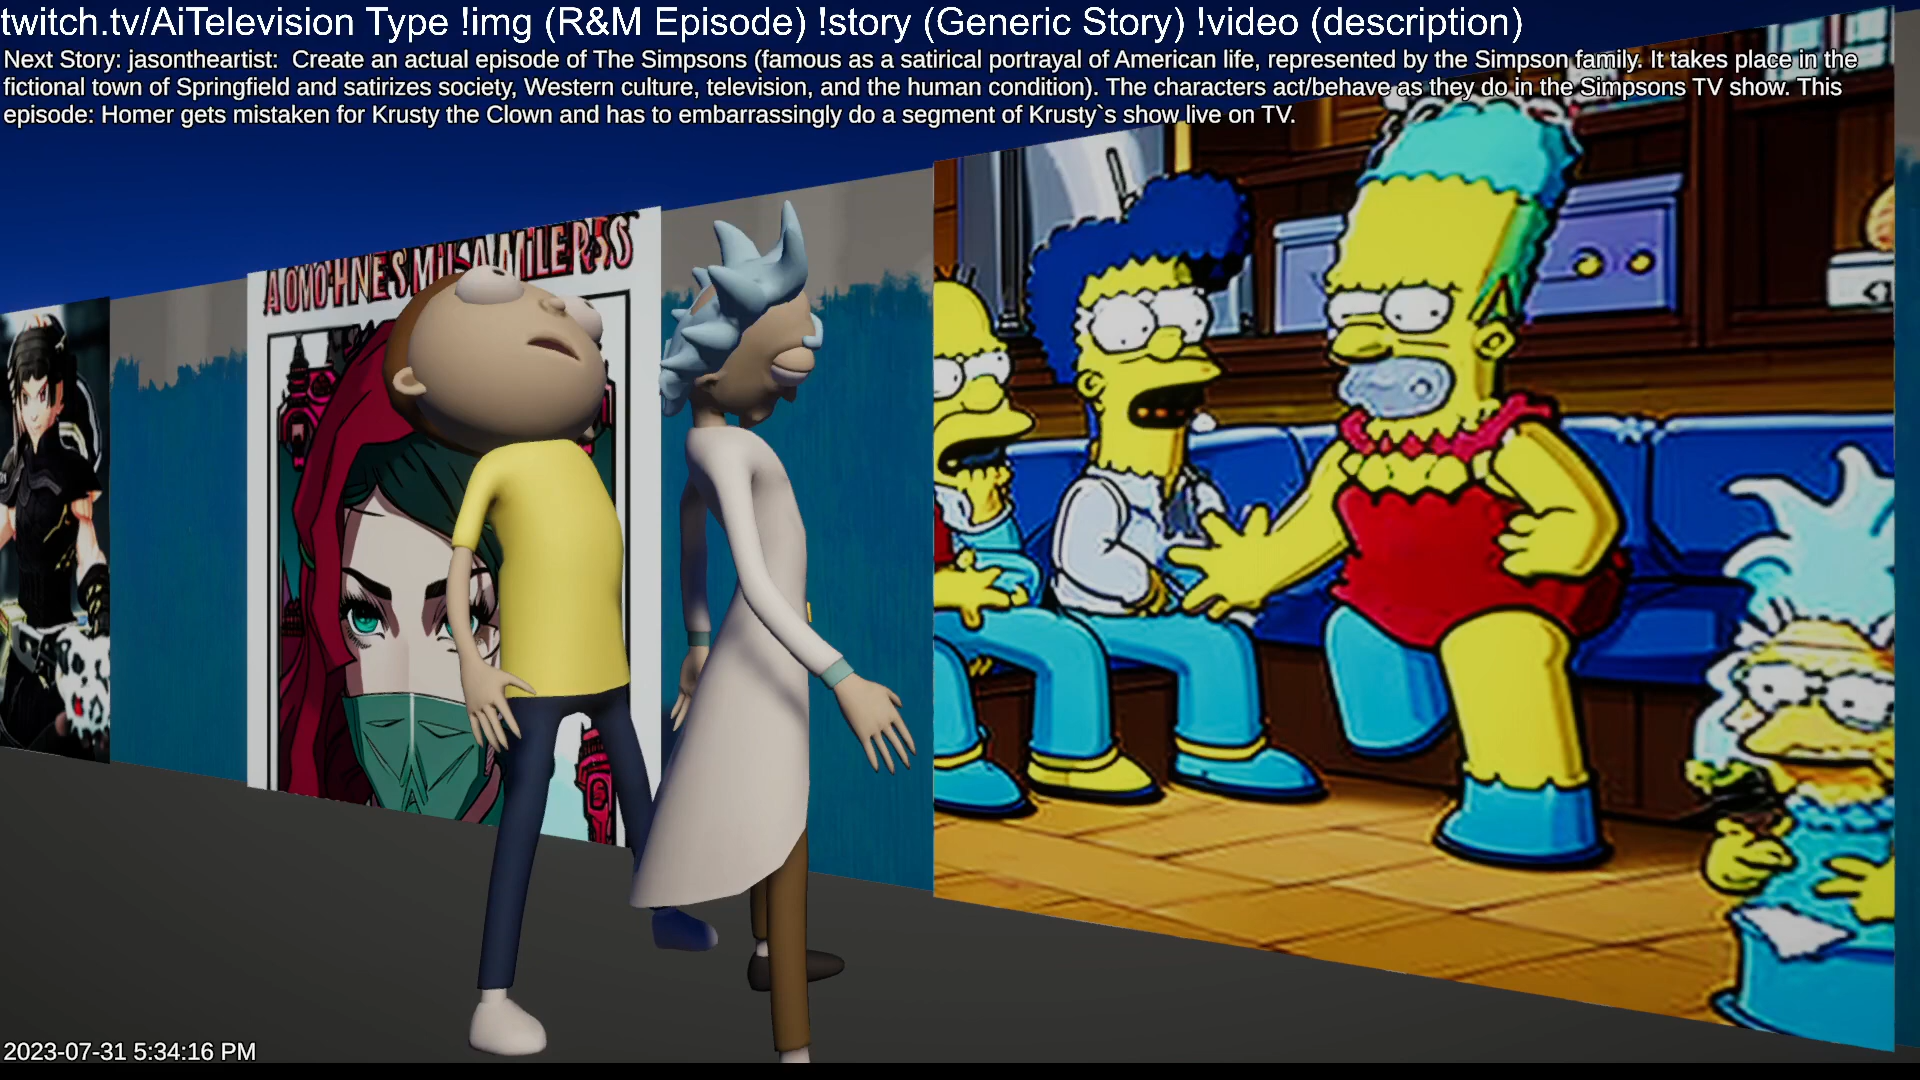 twitch.tv/AiTelevision Type !img (R&M Episode) !story (Generic Story) !video (description)
Next Story: jasontheartist:  Create an actual episode of The Simpsons (famous as a satirical portrayal of American life, represented by the Simpson family. It takes place in the
fictional town of Springfield and satirizes society, Western culture, television, and the human condition). The characters act/behave as they do in the Simpsons TV show. This
episode: Homer gets mistaken for Krusty the Clown and has to embarrassingly do a segment of Krusty`s show live on TV.
2023-07-31 5:34:16 PM